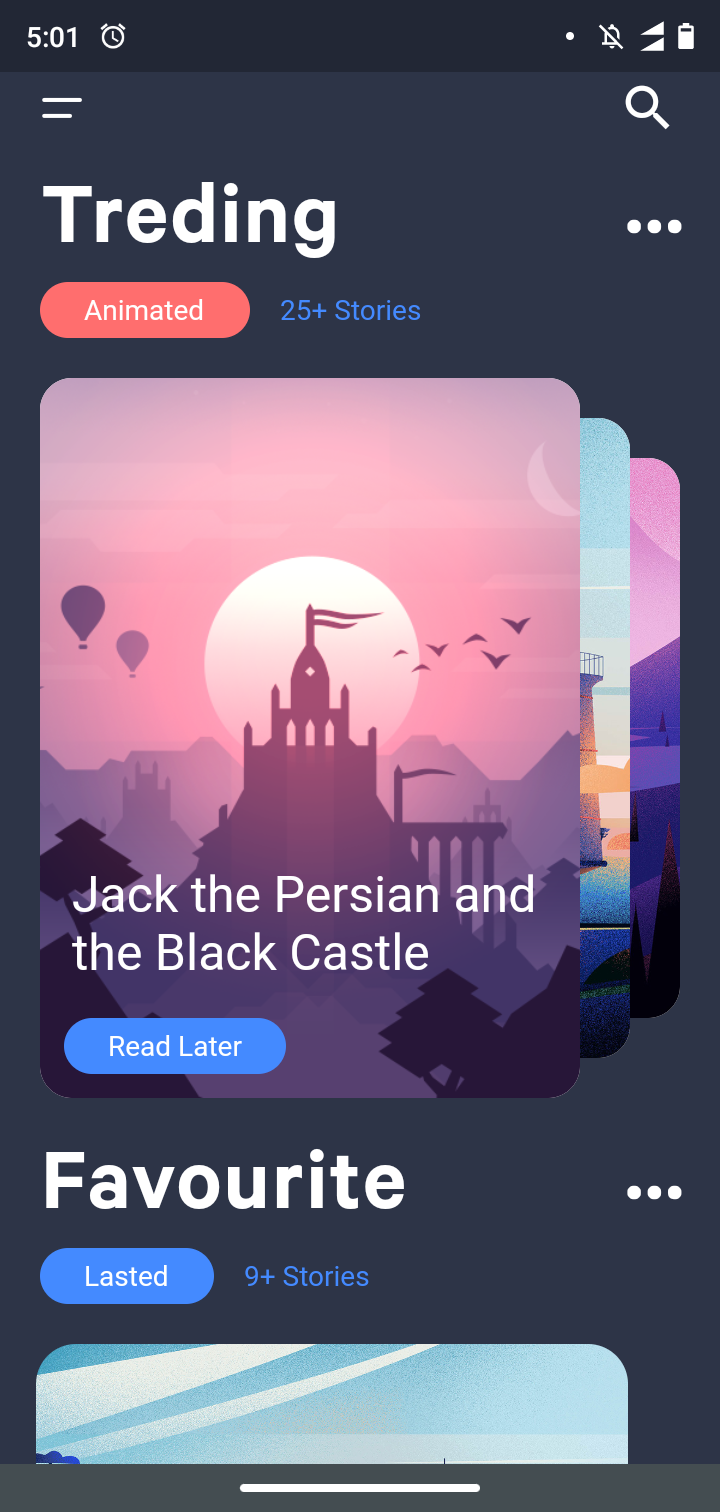 5:01
Treding
Animated
25+ Stories
Jack the Persian and
the Black Castle
Read Later
Favourite
Lasted
9+ Stories